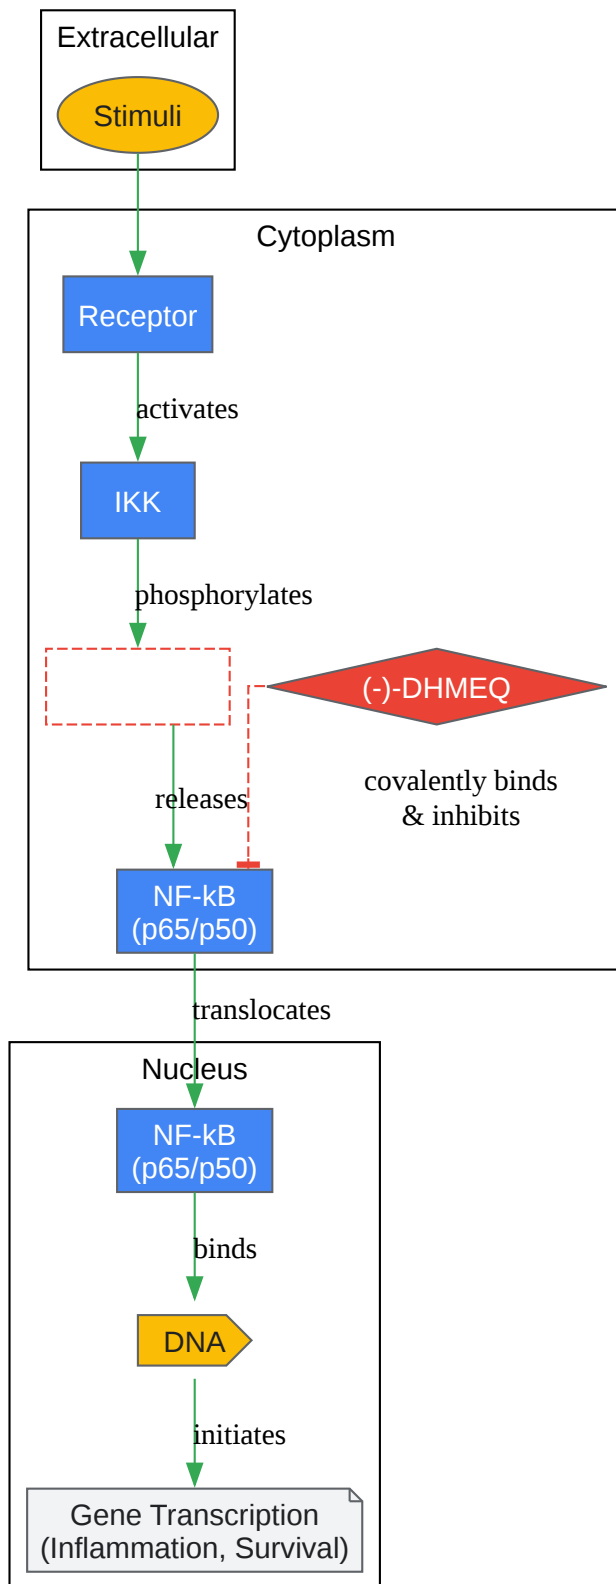 Extracellular
Stimuli
Cytoplasm
Receptor
activates
IKK
phosphorylates
(-)-DHMEQ
releases
covalently binds
& inhibits
NF-kB
(p65/p50)
translocates
Nucleus
NF-kB
(p65/p50)
binds
DNA
initiates
Gene Transcription
(Inflammation, Survival)